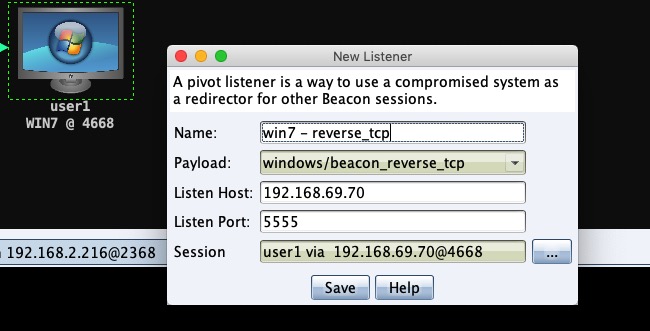 user1
WIN7 @ 4668
New Listener
A pivot listener is a way to use a compromised system as
a redirector for other Beacon sessions.
Name: win7 - reverse_tcp
Payload: windows/beacon_reverse_tcp
Listen Host: 192.168.69.70
Listen Port: 5555
Session user1 via 192.168.69.70@4668 ...
192.168.2.216@2368
Save Help